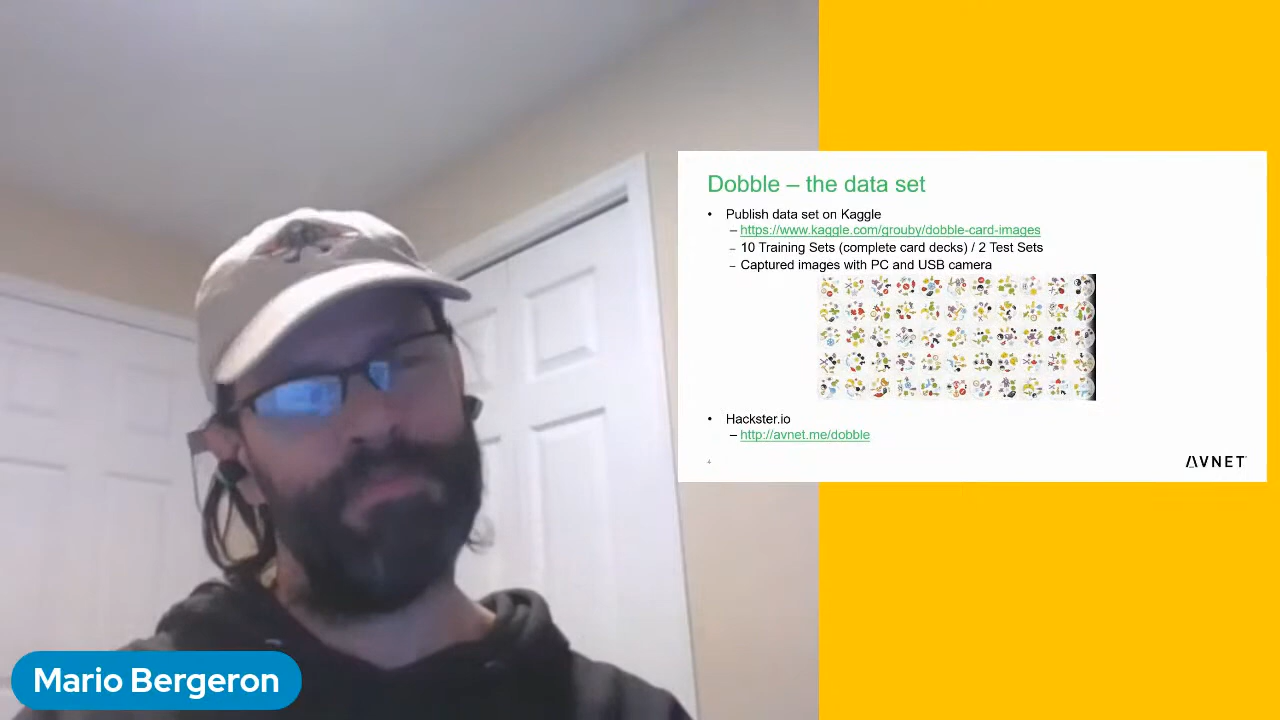 Dobble – the data set
• Publish data set on Kaggle
– https://www.kaggle.com/grouby/dobble-card-images
– 10 Training Sets (complete card decks) / 2 Test Sets
– Captured images with PC and USB camera
• Hackster.io
– http://avnet.me/dobble
AVNET
Mario Bergeron